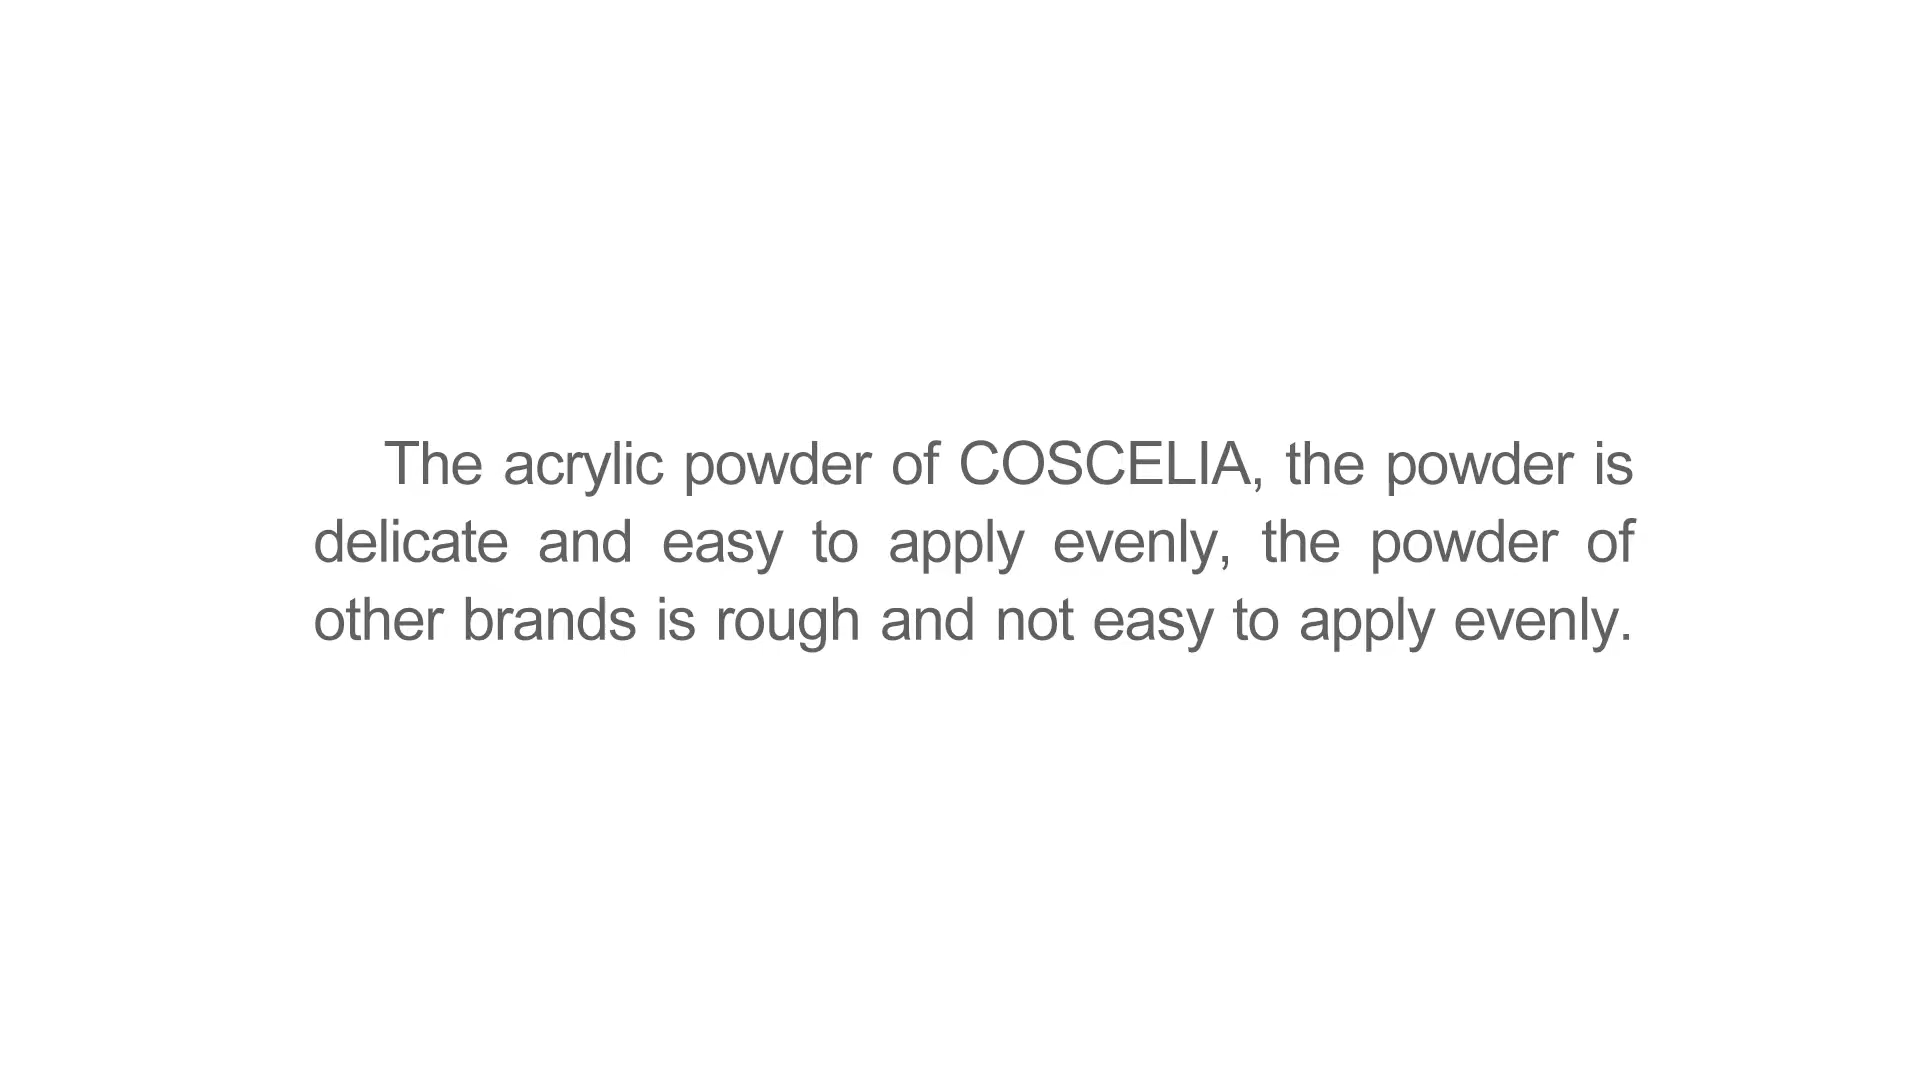 The acrylic powder of COSCELIA, the powder is
delicate and easy to apply evenly, the powder of
other brands is rough and not easy to apply evenly.